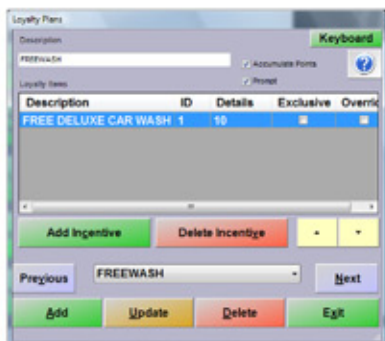 Loyalty Plans
Description
Keyboard
FREEWASH
Accumulate Points
Prompt
Loyalty Items
Description ID Details Exclusive Overric
FREE DELUXE CAR WASH 1 10
Add Incentive Delete Incentive
Previous FREEWASH Next
Add Update Delete Exit